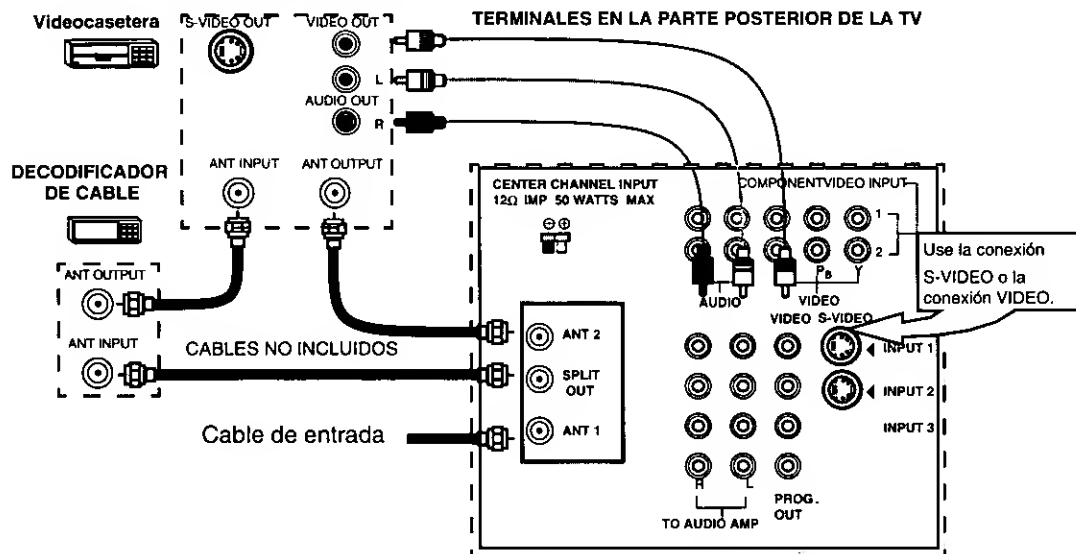 Videocasetera
S-VIDEO OUT
VIDEO OUT
TERMINALES EN LA PARTE POSTERIOR DE LA TV
L
AUDIO OUT
R
ANT INPUT
ANT OUTPUT
DECODIFICADOR
DE CABLE
CENTER CHANNEL INPUT
12Ω IMP 50 WATTS MAX
COMPONENTVIDEO INPUT
1
2
Use la conexión
S-VIDEO o la
conexión VIDEO.
ANT OUTPUT
PB
Y
AUDIO
VIDEO
VIDEO
S-VIDEO
ANT INPUT
CABLES NO INCLUIDOS
ANT 2
INPUT 1
SPLIT
OUT
INPUT 2
Cable de entrada
ANT 1
INPUT 3
R
L
PROG.
OUT
TO AUDIO AMP